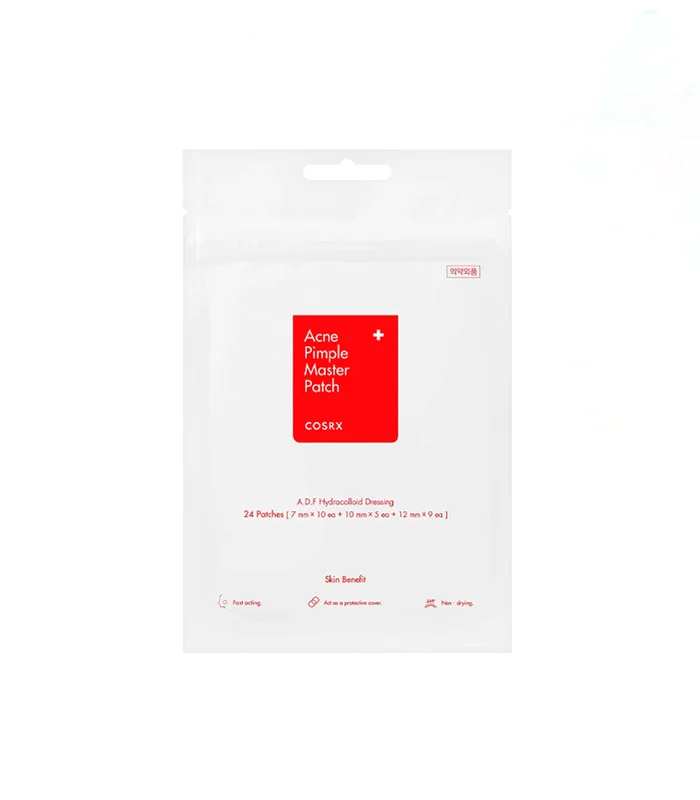 의약외품
Acne
Pimple
Master
Patch
COSRX
A.D.F Hydrocolloid Dressing
24 Patches [ 7 mm x 10 ea + 10 mm x 5 ea + 12 mm x 9 ea ]
Skin Benefit
Fast acting.
Act as a protective cover.
Non - drying.